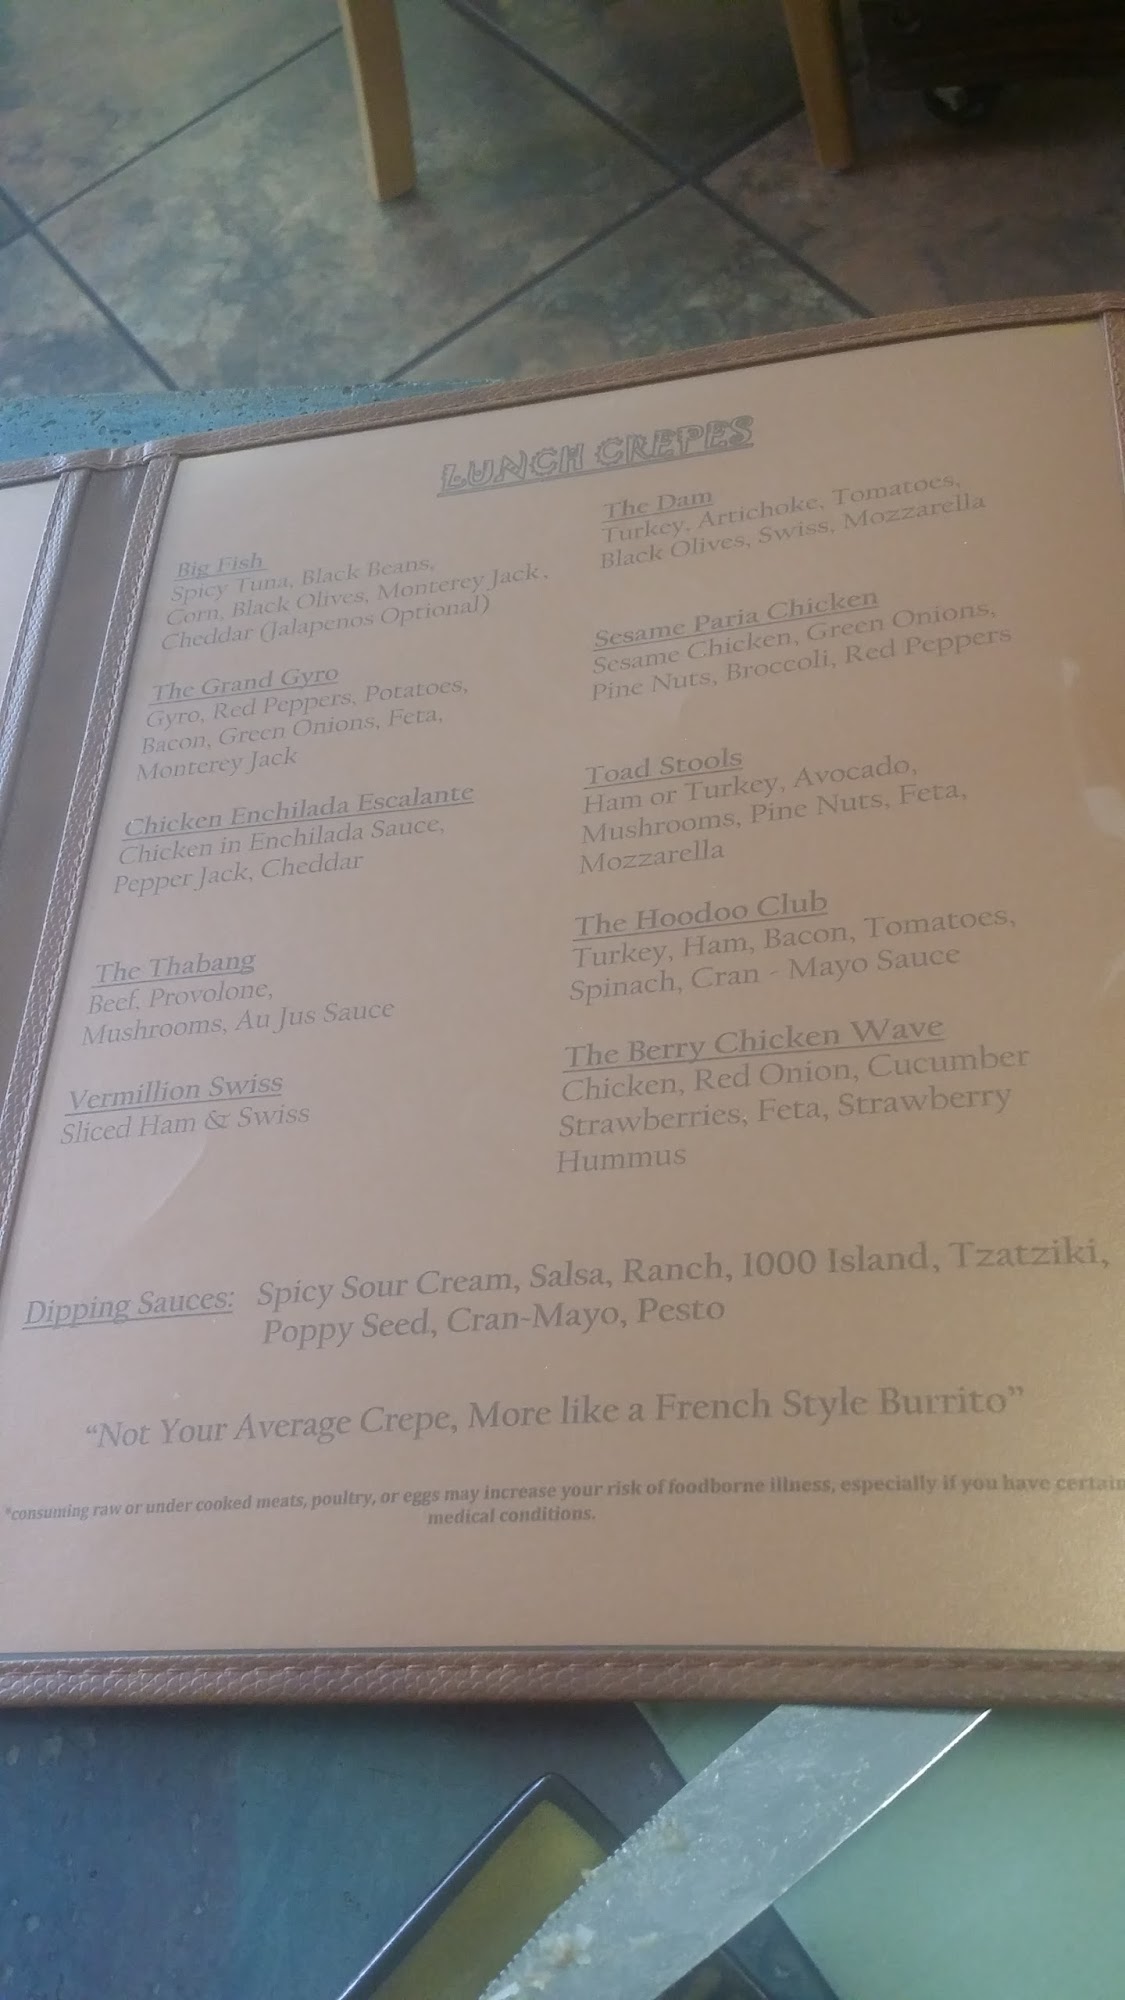 LUNCH CREPES
Big Fish
Spicy Tuna, Black Beans,
Corn, Black Olives, Monterey Jack,
Cheddar (Jalapenos Optional)
The Grand Gyro
Gyro, Red Peppers, Potatoes,
Bacon, Green Onions, Feta,
Monterey Jack
Chicken Enchilada Escalante
Chicken in Enchilada Sauce,
Pepper Jack, Cheddar
The Thabang
Beef, Provolone,
Mushrooms, Au Jus Sauce
Vermillion Swiss
Sliced Ham & Swiss
The Dam
Turkey, Artichoke, Tomatoes,
Black Olives, Swiss, Mozzarella
Sesame Paria Chicken
Sesame Chicken, Green Onions,
Pine Nuts, Broccoli, Red Peppers
Toad Stools
Ham or Turkey, Avocado,
Mushrooms, Pine Nuts, Feta,
Mozzarella
The Hoodoo Club
Turkey, Ham, Bacon, Tomatoes,
Spinach, Cran - Mayo Sauce
The Berry Chicken Wave
Chicken, Red Onion, Cucumber
Strawberries, Feta, Strawberry
Hummus
Dipping Sauces: Spicy Sour Cream, Salsa, Ranch, 1000 Island, Tzatziki,
Poppy Seed, Cran-Mayo, Pesto
“Not Your Average Crepe, More like a French Style Burrito”
*consuming raw or under cooked meats, poultry, or eggs may increase your risk of foodborne illness, especially if you have certain
medical conditions.